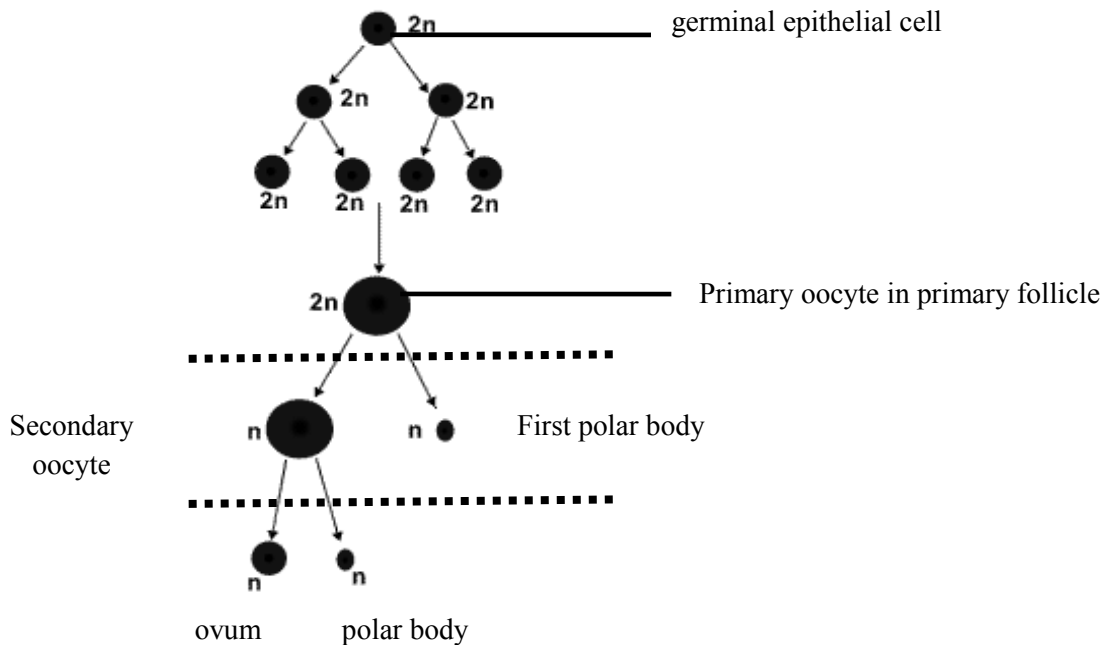 2n
germinal epithelial cell
2n 2n
2n 2n 2n 2n
2n
Primary oocyte in primary follicle
Secondary
oocyte
n
n
First polar body
n
n
ovum polar body